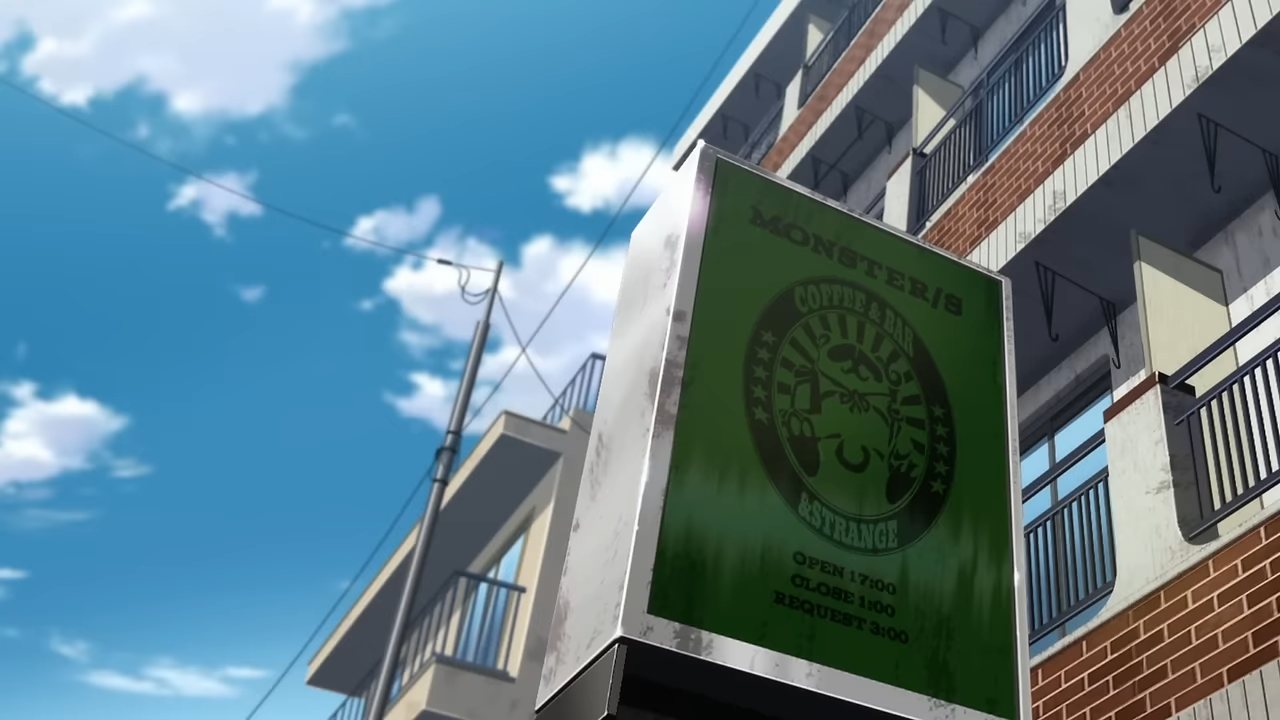 MONSTER/S
COFFEE & BAR
&STRANGE
OPEN 17:00
CLOSE 1:00
REQUEST 3:00